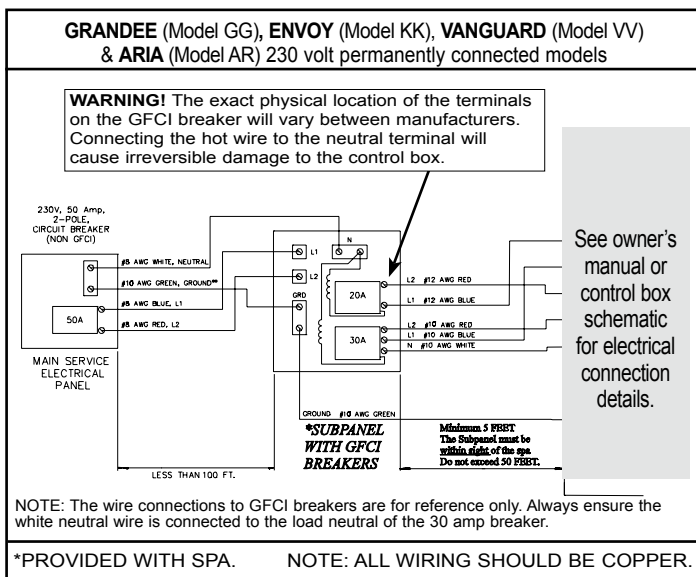 GRANDEE (Model GG), ENVOY (Model KK), VANGUARD (Model VV)
& ARIA (Model AR) 230 volt permanently connected models
WARNING! The exact physical location of the terminals
on the GFCI breaker will vary between manufacturers.
Connecting the hot wire to the neutral terminal will
cause irreversible damage to the control box.
230V, 50 Amp,
2-POLE,
CIRCUIT BREAKER
(NON GFCI)
#8 AWG WHITE, NEUTRAL
#10 AWG GREEN, GROUND**
#8 AWG BLUE, L1
#8 AWG RED, L2
50A
MAIN SERVICE
ELECTRICAL
PANEL
N
L1
L2
GRD
20A
30A
L2 #12 AWG RED
L1 #12 AWG BLUE
L2 #10 AWG RED
L1 #10 AWG BLUE
N #10 AWG WHITE
GROUND #10 AWG GREEN
See owner's
manual or
control box
schematic
for electrical
connection
details.
*SUBPANEL
WITH GFCI
BREAKERS
Minimum 5 FEET
The Subpanel must be
within sight of the spa
Do not exceed 50 FEET.
LESS THAN 100 FT.
NOTE: The wire connections to GFCI breakers are for reference only. Always ensure the
white neutral wire is connected to the load neutral of the 30 amp breaker.
*PROVIDED WITH SPA. NOTE: ALL WIRING SHOULD BE COPPER.